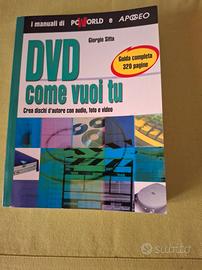 i manuali di PCWORLD e APOGEO
Giorgio Sitta
DVD
come vuoi tu
Crea dischi d'autore con audio, foto e video
Guida completa
320 pagine
subito